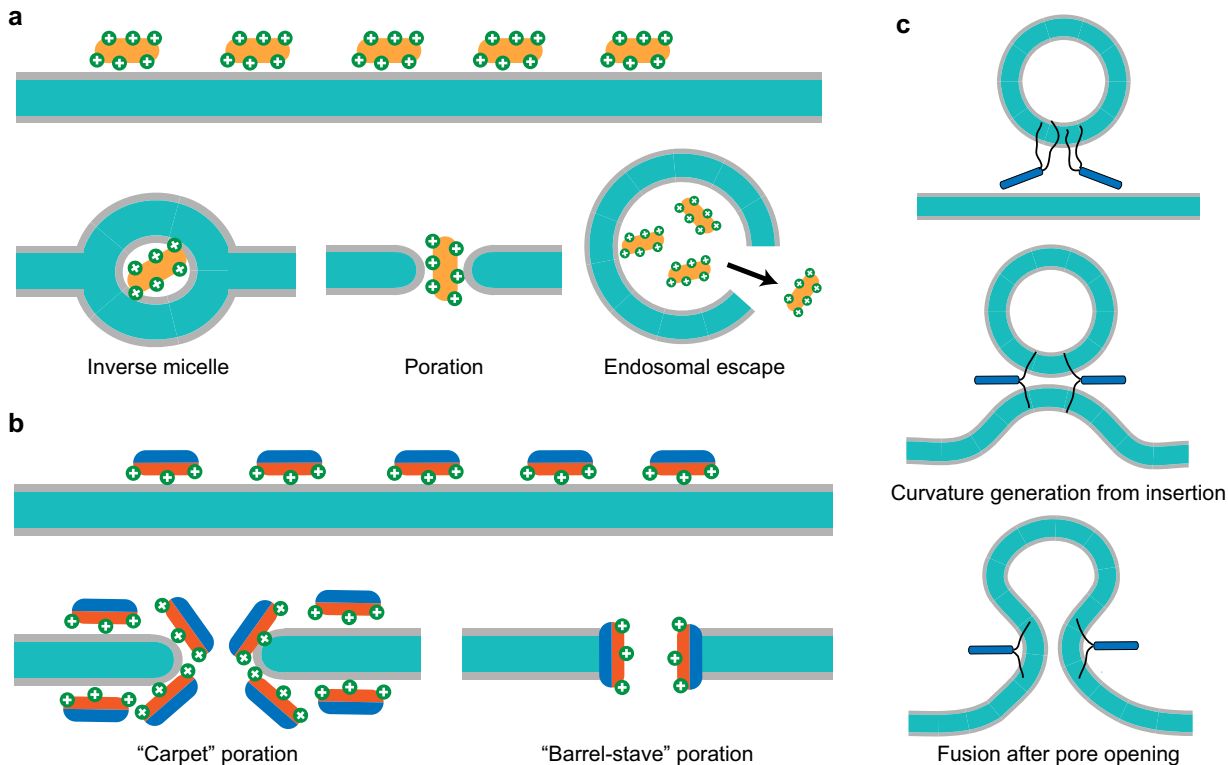 a
Inverse micelle
Poration
Endosomal escape
b
“Carpet” poration
“Barrel-stave” poration
c
Curvature generation from insertion
Fusion after pore opening